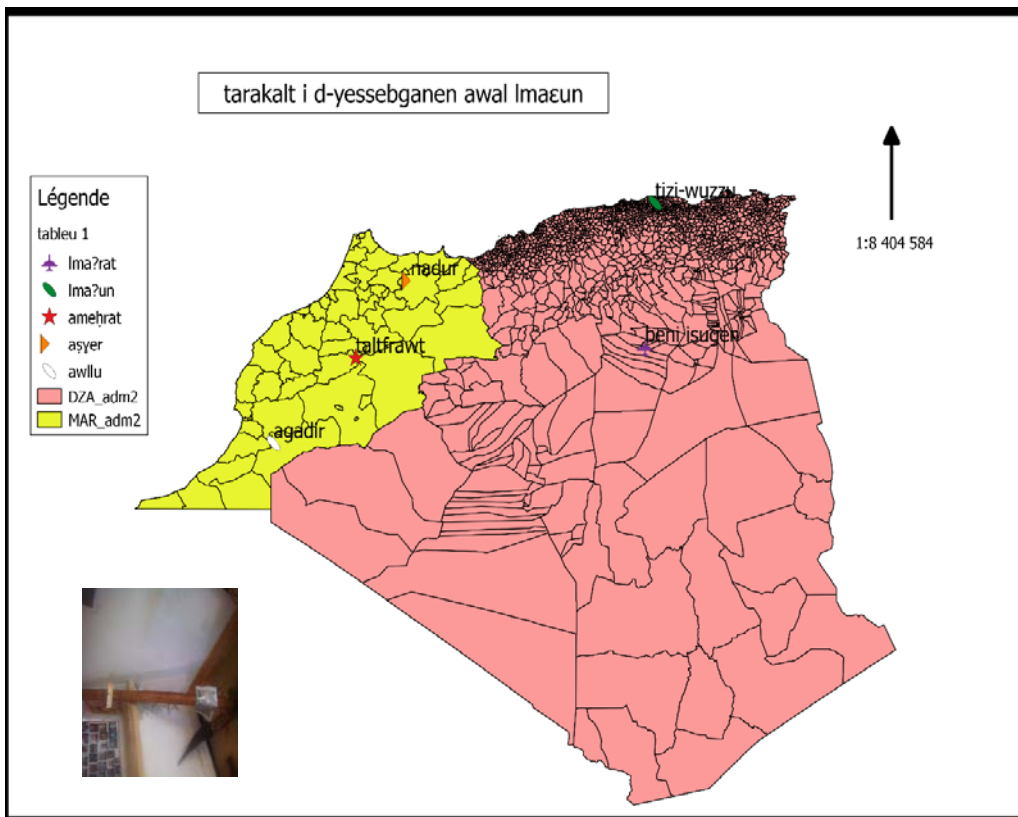 tarakalt i d-yessebganen awal lmaɛun
tizi-wuzzu
1:8 404 584
Légende
tableu 1
lma?rat
lma?un
ameḥrat
aṣɣer
awllu
DZA_adm2
MAR_adm2
nadur
beni isugen
taltfrawt
agadir